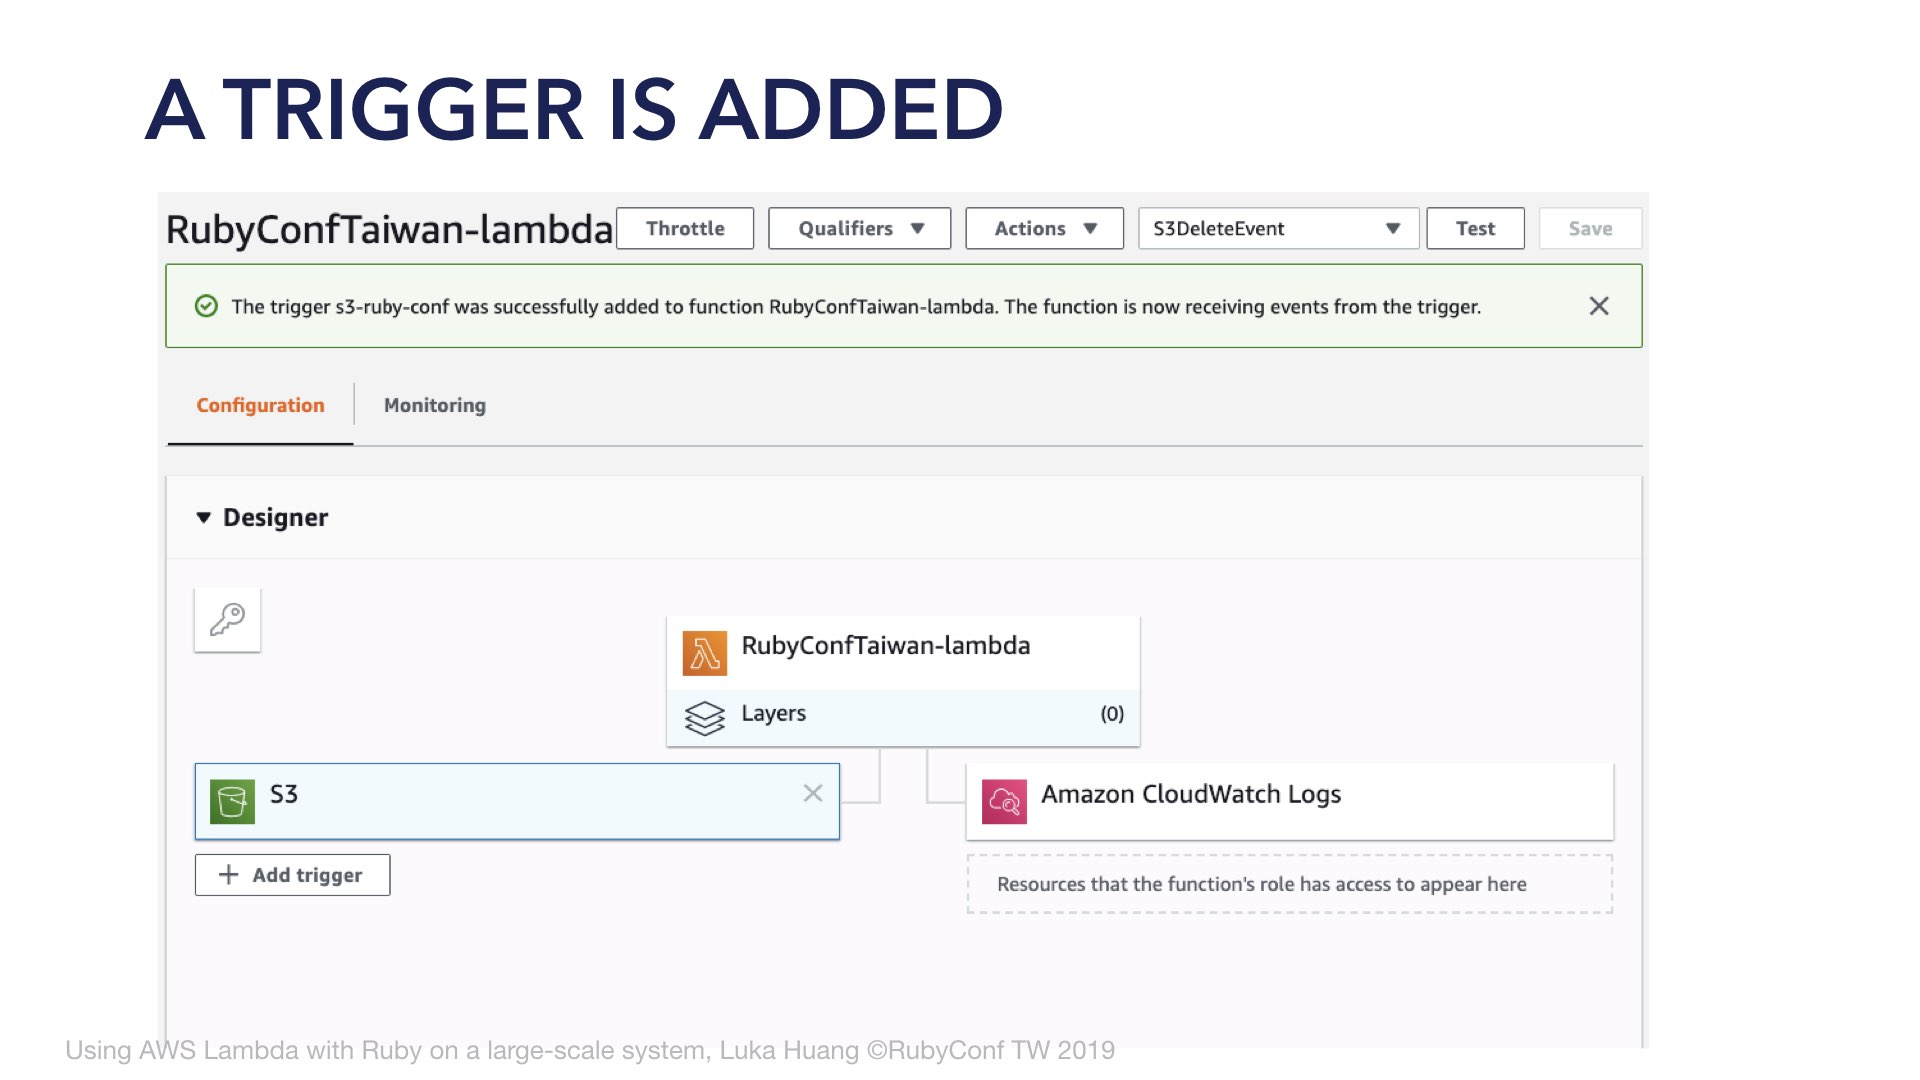 A TRIGGER IS ADDED
RubyConfTaiwan-lambda Throttle Qualifiers Actions S3DeleteEvent Test Save
The trigger s3-ruby-conf was successfully added to function RubyConfTaiwan-lambda. The function is now receiving events from the trigger.
Configuration Monitoring
Designer
RubyConfTaiwan-lambda
Layers (0)
S3
Amazon CloudWatch Logs
Add trigger
Resources that the function's role has access to appear here
Using AWS Lambda with Ruby on a large-scale system, Luka Huang ©RubyConf TW 2019